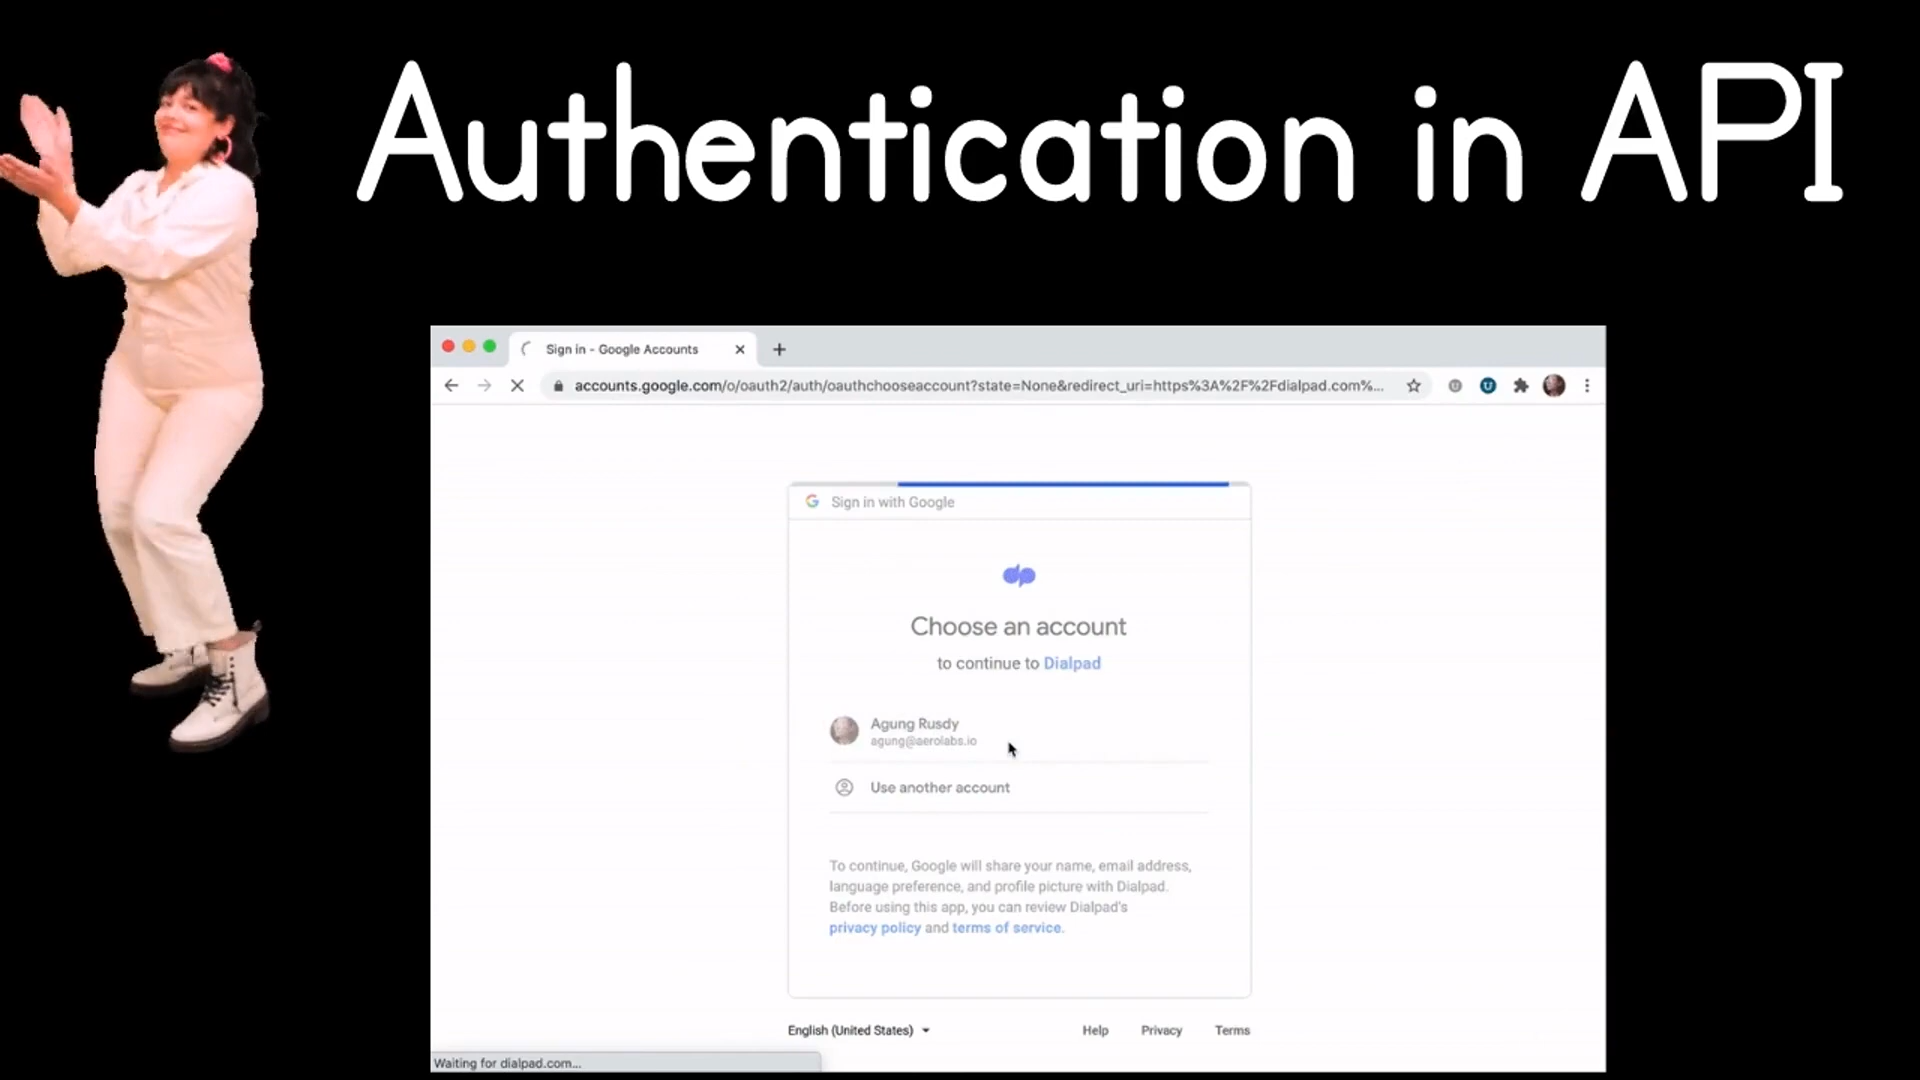 Authentication in API
Sign in - Google Accounts
accounts.google.com/o/oauth2/auth/oauthchooseaccount?state=None&redirect_uri=https%3A%2F%2Fdialpad.com%...
Sign in with Google
Choose an account
to continue to Dialpad
Agung Rusdy
agung@aerolabs.io
Use another account
To continue, Google will share your name, email address,
language preference, and profile picture with Dialpad.
Before using this app, you can review Dialpad's
privacy policy and terms of service.
English (United States)
Help Privacy Terms
Waiting for dialpad.com...